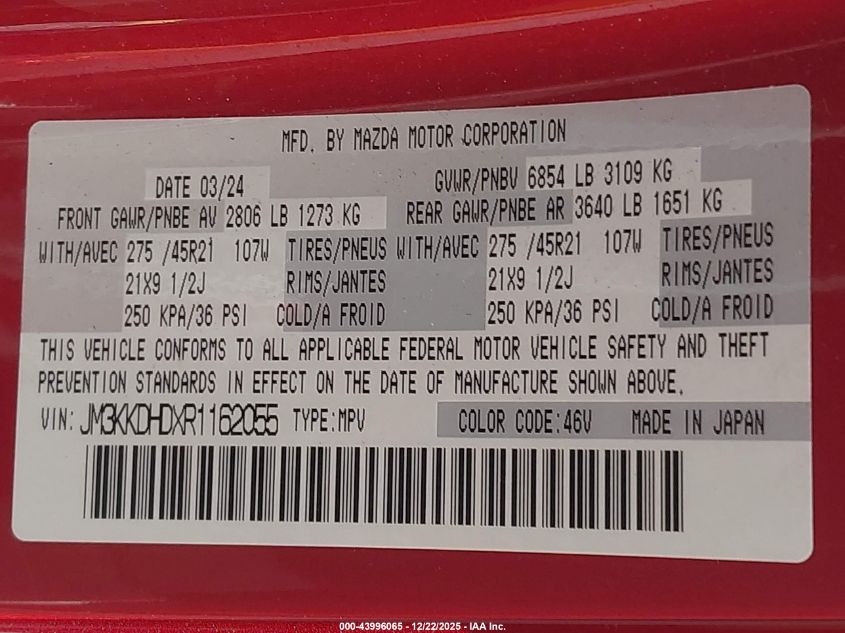 MFD. BY MAZDA MOTOR CORPORATION
DATE 03/24 GVWR/PNBV 6854 LB 3109 KG
FRONT GAWR/PNBE AV 2806 LB 1273 KG REAR GAWR/PNBE AR 3640 LB 1651 KG
WITH/AVEC 275 /45R21 107W TIRES/PNEUS WITH/AVEC 275 /45R21 107W TIRES/PNEUS
21X9 1/2J RIMS/JANTES 21X9 1/2J RIMS/JANTES
250 KPA/36 PSI COLD/A FROID 250 KPA/36 PSI COLD/A FROID
THIS VEHICLE CONFORMS TO ALL APPLICABLE FEDERAL MOTOR VEHICLE SAFETY AND THEFT
PREVENTION STANDARDS IN EFFECT ON THE DATE OF MANUFACTURE SHOWN ABOVE.
VIN: JM3KKDHDXR1162055 TYPE:MPV COLOR CODE:46V MADE IN JAPAN
000-43996065 - 12/22/2025 - IAA Inc.